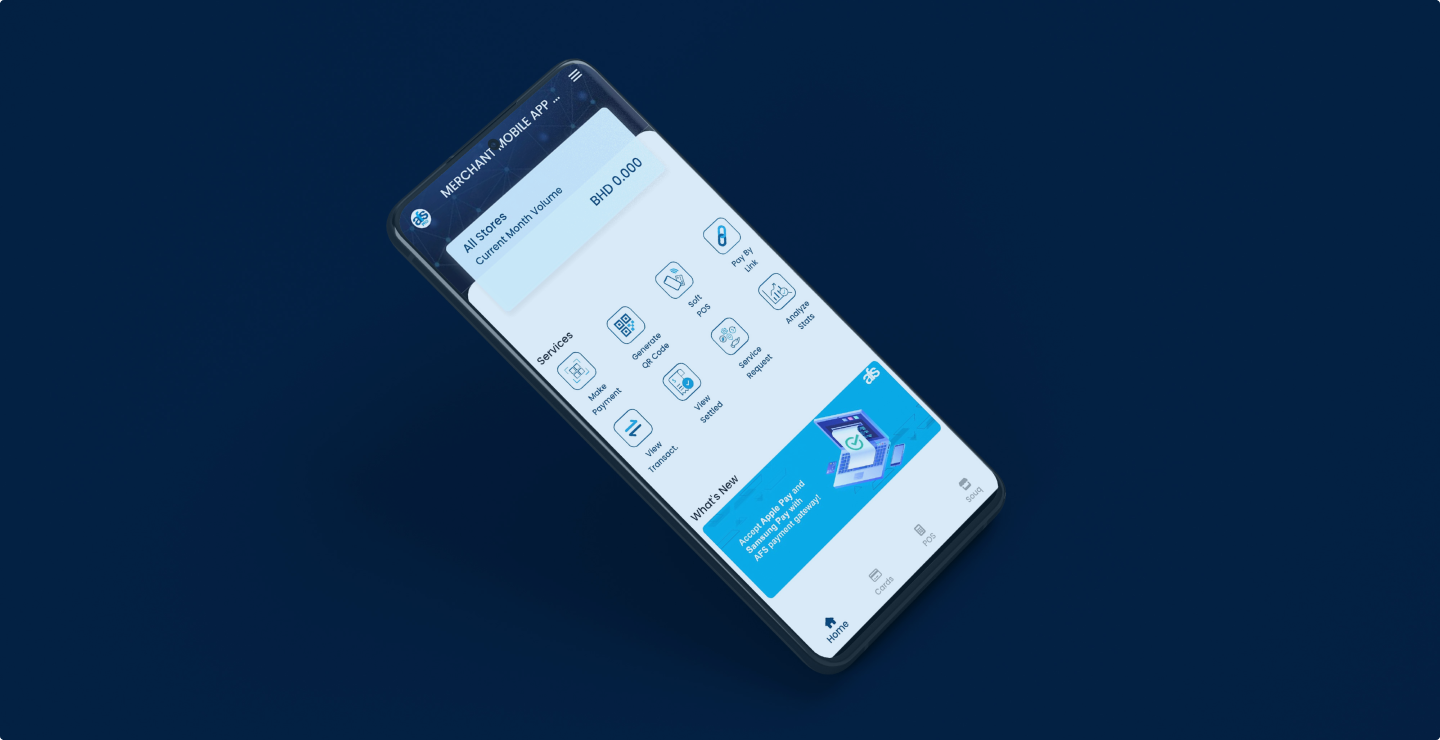 MERCHANT MOBILE APP ...
afs
All Stores
Current Month Volume
BHD 0.000
Services
Make
Payment
Generate
QR Code
Soft
POS
Pay By
Link
View
Transact.
View
Settled
Service
Request
Analyze
Stats
What's New
afs
Accept Apple Pay and
Samsung Pay with
AFS payment gateway!
Home
Cards
POS
Souq